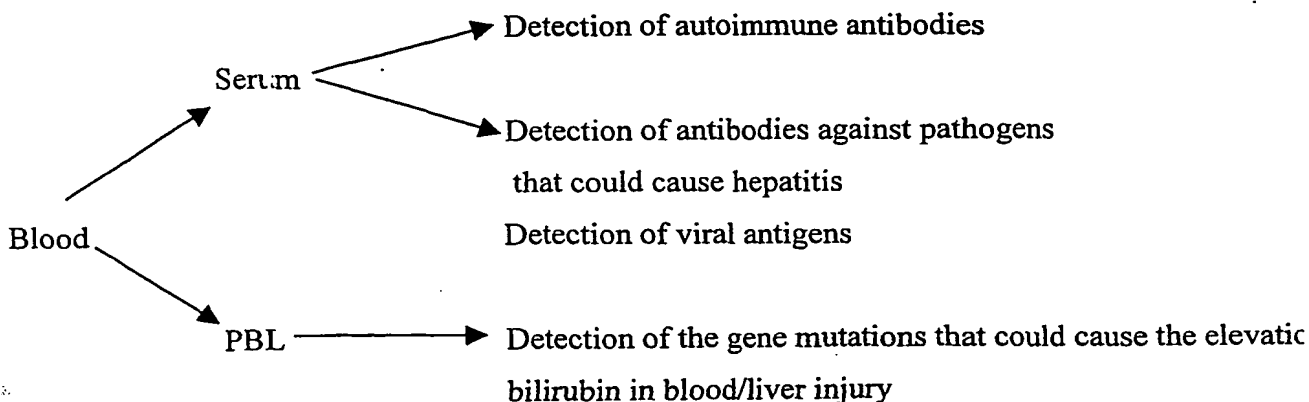 Detection of autoimmune antibodies
Serum
Detection of antibodies against pathogens
that could cause hepatitis
Blood
Detection of viral antigens
PBL
Detection of the gene mutations that could cause the elevatic
bilirubin in blood/liver injury